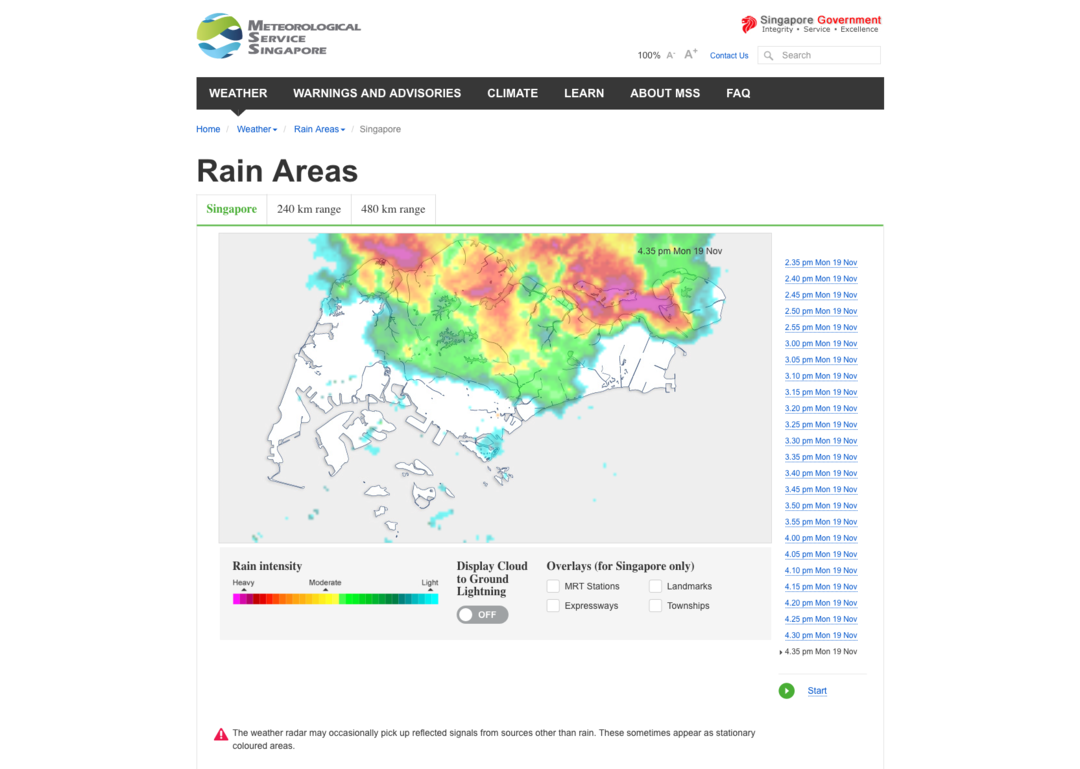 METEOROLOGICAL
SERVICE
SINGAPORE
Singapore Government
Integrity • Service • Excellence
100% A- A+ Contact Us Search
WEATHER WARNINGS AND ADVISORIES CLIMATE LEARN ABOUT MSS FAQ
Home / Weather / Rain Areas / Singapore
Rain Areas
Singapore 240 km range 480 km range
4.35 pm Mon 19 Nov
2.35 pm Mon 19 Nov
2.40 pm Mon 19 Nov
2.45 pm Mon 19 Nov
2.50 pm Mon 19 Nov
2.55 pm Mon 19 Nov
3.00 pm Mon 19 Nov
3.05 pm Mon 19 Nov
3.10 pm Mon 19 Nov
3.15 pm Mon 19 Nov
3.20 pm Mon 19 Nov
3.25 pm Mon 19 Nov
3.30 pm Mon 19 Nov
3.35 pm Mon 19 Nov
3.40 pm Mon 19 Nov
3.45 pm Mon 19 Nov
3.50 pm Mon 19 Nov
3.55 pm Mon 19 Nov
4.00 pm Mon 19 Nov
4.05 pm Mon 19 Nov
4.10 pm Mon 19 Nov
4.15 pm Mon 19 Nov
4.20 pm Mon 19 Nov
4.25 pm Mon 19 Nov
4.30 pm Mon 19 Nov
4.35 pm Mon 19 Nov
Start
Rain intensity
Heavy Moderate Light
Display Cloud
to Ground
Lightning
OFF
Overlays (for Singapore only)
MRT Stations Landmarks
Expressways Townships
The weather radar may occasionally pick up reflected signals from sources other than rain. These sometimes appear as stationary
coloured areas.